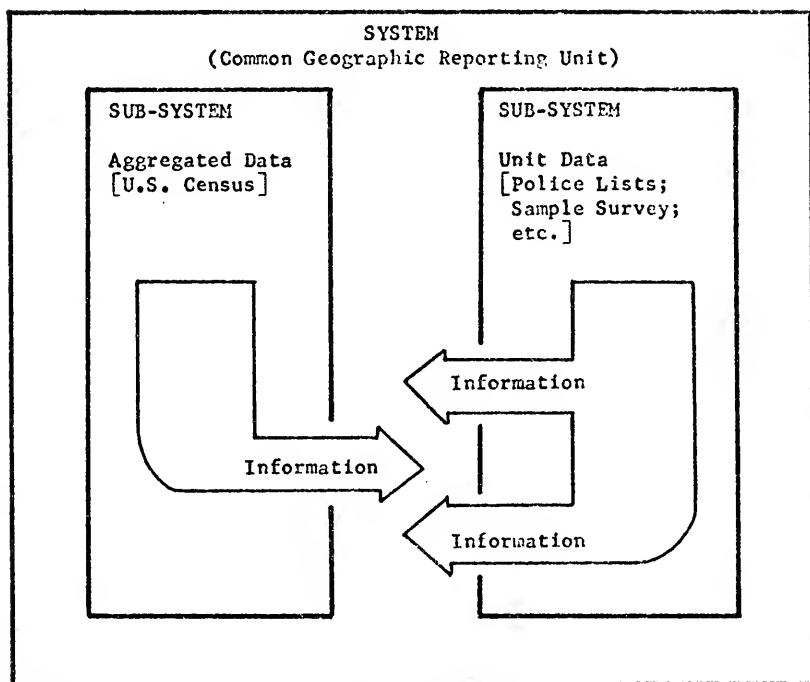 SYSTEM
(Common Geographic Reporting Unit)
SUB-SYSTEM
Aggregated Data
[U.S. Census]
SUB-SYSTEM
Unit Data
[Police Lists;
Sample Survey;
etc.]
Information
Information
Information